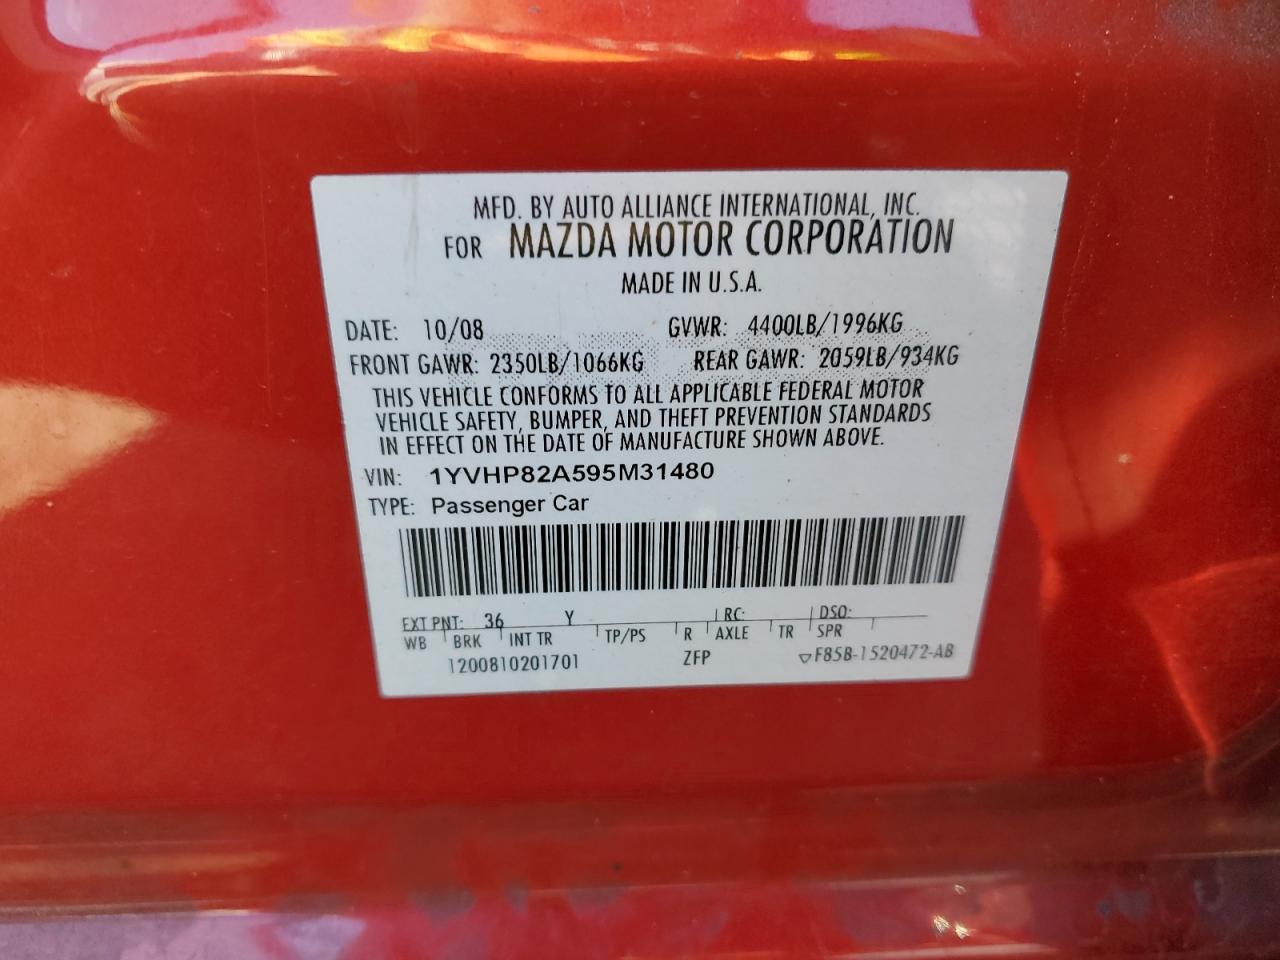 MFD. BY AUTO ALLIANCE INTERNATIONAL, INC.
FOR MAZDA MOTOR CORPORATION
MADE IN U.S.A.
DATE: 10/08 GVWR: 4400LB/1996KG
FRONT GAWR: 2350LB/1066KG REAR GAWR: 2059LB/934KG
THIS VEHICLE CONFORMS TO ALL APPLICABLE FEDERAL MOTOR
VEHICLE SAFETY, BUMPER, AND THEFT PREVENTION STANDARDS
IN EFFECT ON THE DATE OF MANUFACTURE SHOWN ABOVE.
VIN: 1YVHP82A595M31480
TYPE: Passenger Car
EXT PNT: 36 Y RC: DSO:
WB BRK INT TR TP/PS R AXLE TR SPR
1200810201701 ZFP ▽F85B-1520472-AB